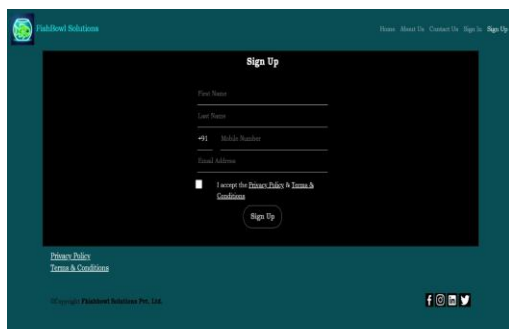 FishBowl Solutions
Home About Us Contact Us Sign In Sign Up
Sign Up
First Name
Last Name
+91 Mobile Number
Email Address
I accept the Privacy Policy & Terms &
Conditions
Sign Up
Privacy Policy
Terms & Conditions
©Copyright Fhishbowl Solutions Pvt. Ltd.